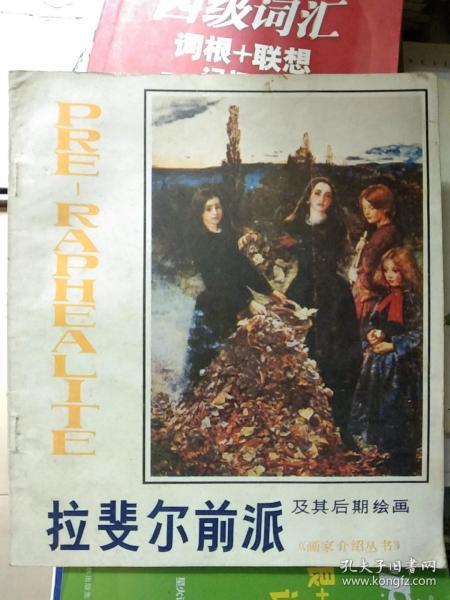 四级词汇
词根+联想
PRE-RAPHEALITE
拉斐尔前派
及其后期绘画
《画家介绍丛书》
孔夫子旧书网
www.kongfz.com